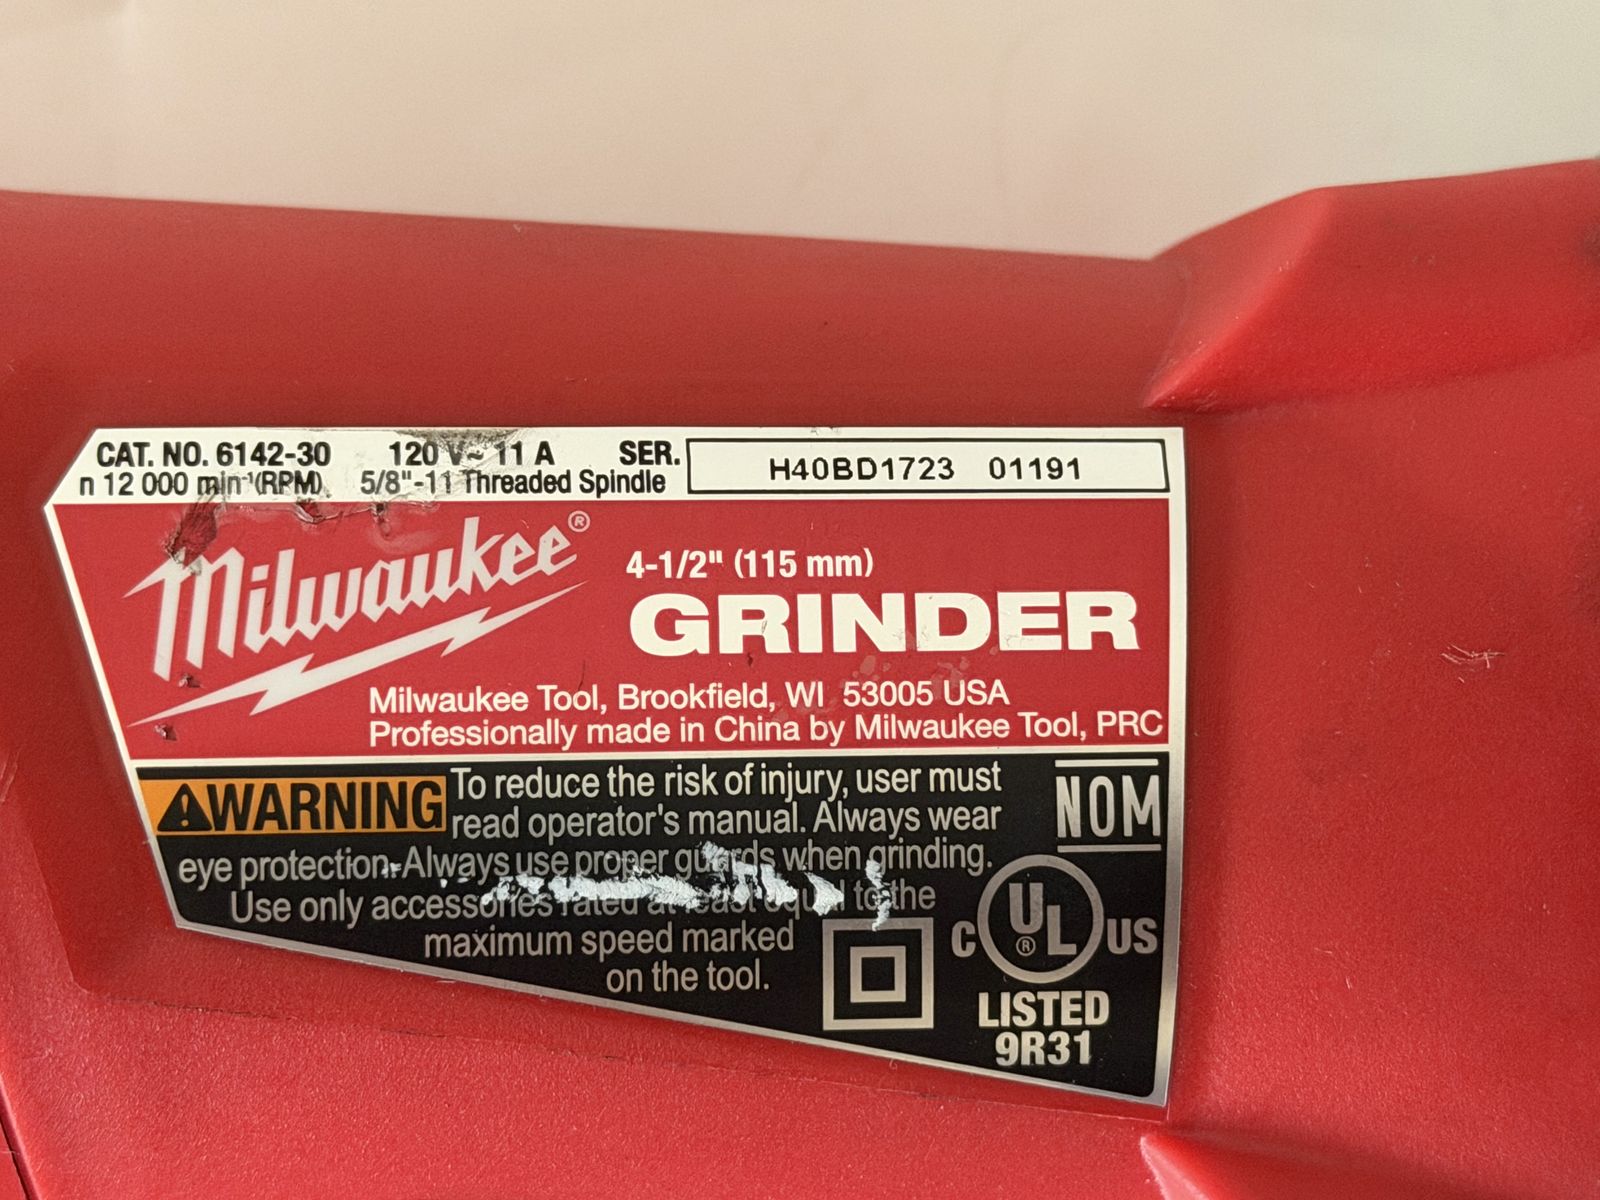 CAT. NO. 6142-30 120 V~ 11 A SER. H40BD1723 01191
n 12 000 min⁻¹(RPM) 5/8"-11 Threaded Spindle
Milwaukee®
4-1/2" (115 mm)
GRINDER
Milwaukee Tool, Brookfield, WI 53005 USA
Professionally made in China by Milwaukee Tool, PRC
WARNING To reduce the risk of injury, user must
read operator's manual. Always wear
eye protection. Always use proper guards when grinding.
Use only accessories rated at least equal to the
maximum speed marked
on the tool.
NOM
C UL® US
LISTED
9R31